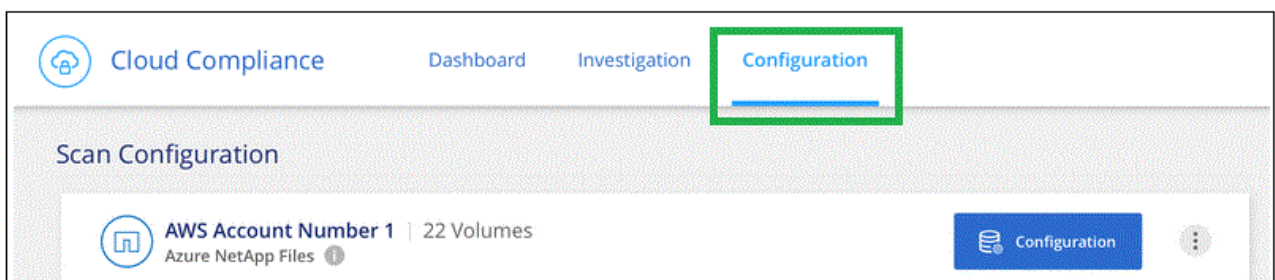 Cloud Compliance Dashboard Investigation Configuration
Scan Configuration
AWS Account Number 1 | 22 Volumes
Azure NetApp Files
Configuration